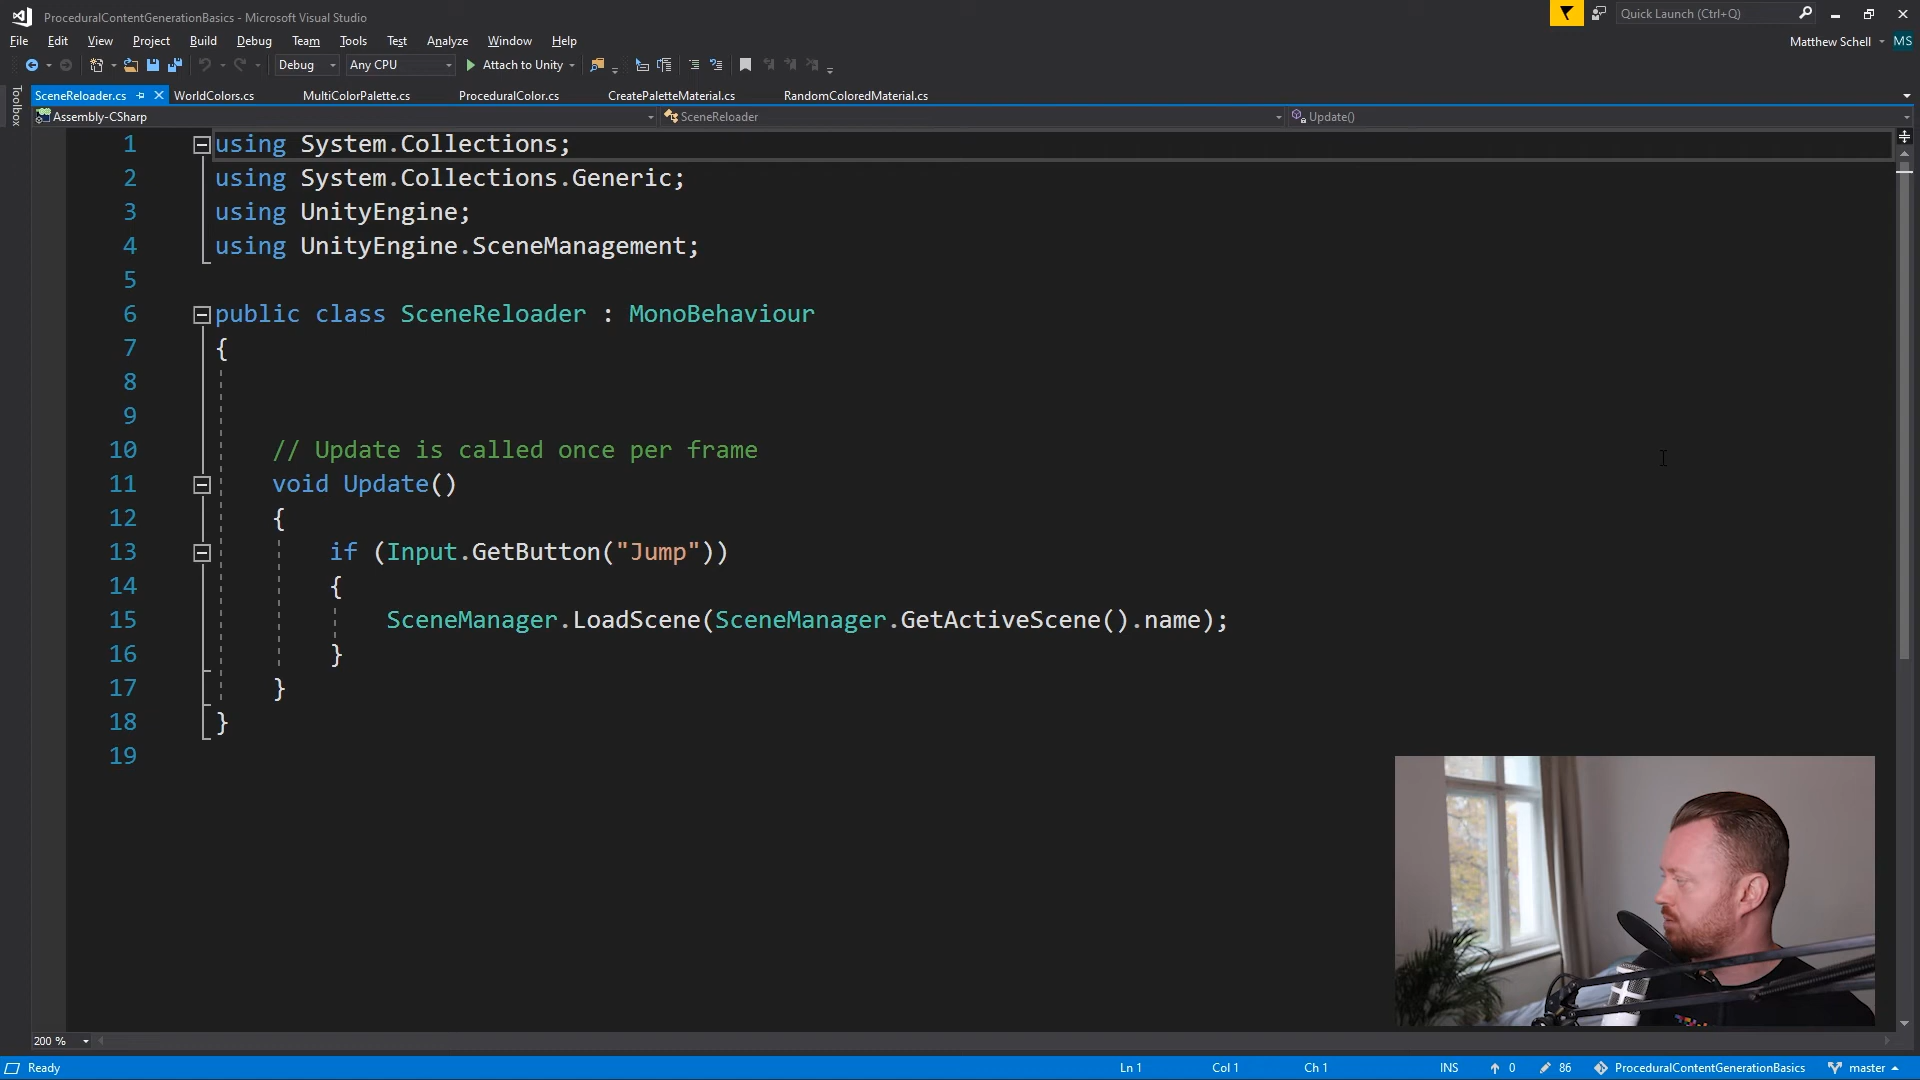 ProceduralContentGenerationBasics - Microsoft Visual Studio
Quick Launch (Ctrl+Q)
File Edit View Project Build Debug Team Tools Test Analyze Window Help
Matthew Schell MS
Debug Any CPU Attach to Unity
Toolbox
SceneReloader.cs WorldColors.cs MultiColorPalette.cs ProceduralColor.cs CreatePaletteMaterial.cs RandomColoredMaterial.cs
Assembly-CSharp SceneReloader Update()
1 using System.Collections;
2 using System.Collections.Generic;
3 using UnityEngine;
4 using UnityEngine.SceneManagement;
5
6 public class SceneReloader : MonoBehaviour
7 {
8
9
10 // Update is called once per frame
11 void Update()
12 {
13 if (Input.GetButton("Jump"))
14 {
15 SceneManager.LoadScene(SceneManager.GetActiveScene().name);
16 }
17 }
18 }
19
200 %
Ready Ln 1 Col 1 Ch 1 INS 0 86 ProceduralContentGenerationBasics master